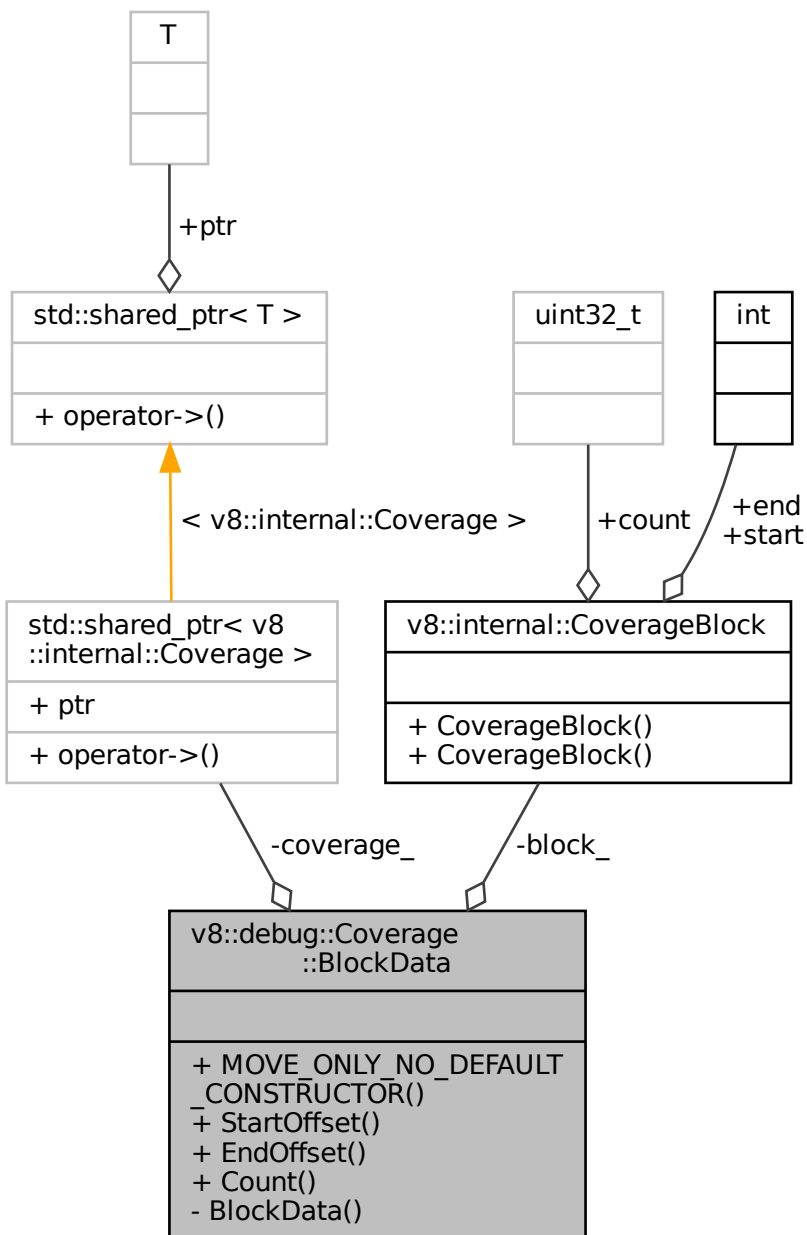 T
+ptr
std::shared_ptr< T >
+ operator->()
uint32_t
int
< v8::internal::Coverage >
+count
+end
+start
std::shared_ptr< v8
::internal::Coverage >
+ ptr
+ operator->()
v8::internal::CoverageBlock
+ CoverageBlock()
+ CoverageBlock()
-coverage_
-block_
v8::debug::Coverage
::BlockData
+ MOVE_ONLY_NO_DEFAULT
_CONSTRUCTOR()
+ StartOffset()
+ EndOffset()
+ Count()
- BlockData()